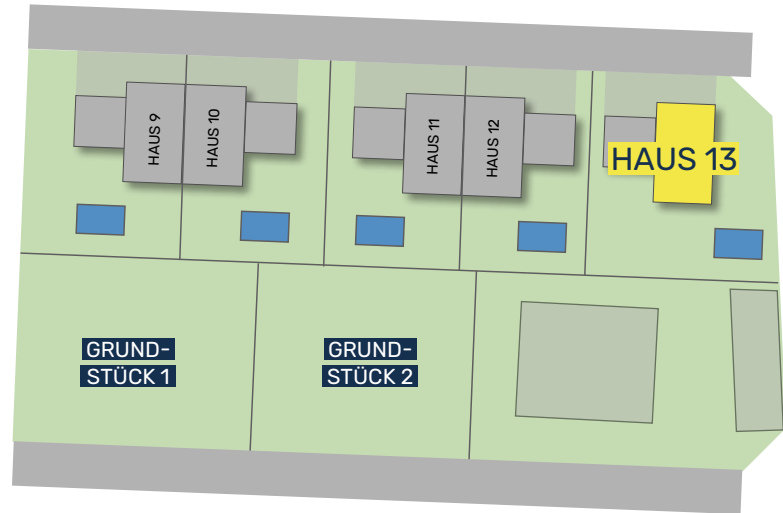 HAUS 9
HAUS 10
HAUS 11
HAUS 12
HAUS 13
GRUND-
STÜCK 1
GRUND-
STÜCK 2